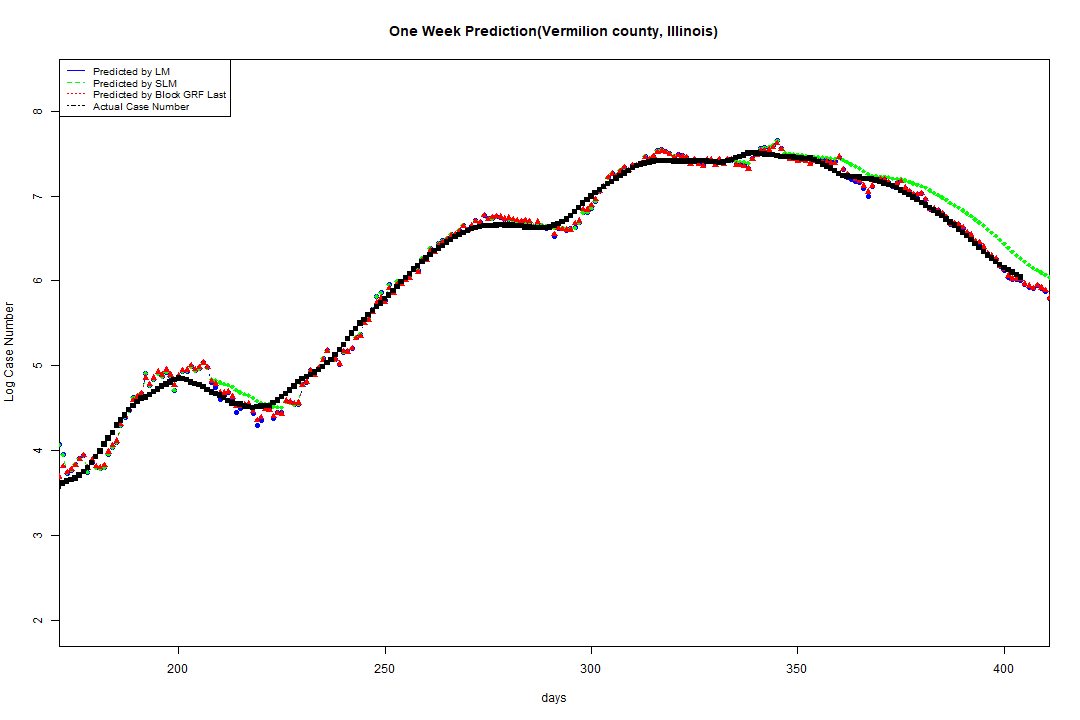 One Week Prediction(Vermilion county, Illinois)
Predicted by LM
Predicted by SLM
Predicted by Block GRF Last
Actual Case Number
8
7
6
5
4
3
2
Log Case Number
200 250 300 350 400
days